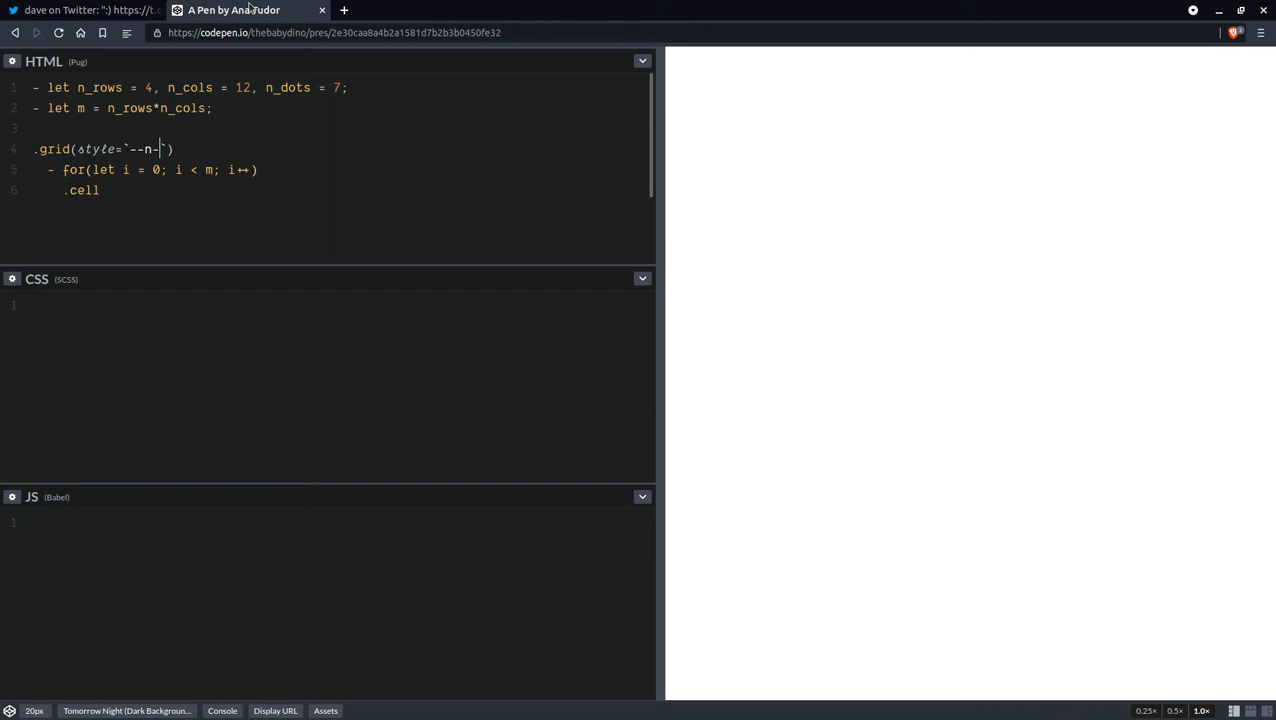 dave on Twitter: ":) https://t.c
A Pen by Ana Tudor
https://codepen.io/thebabydino/pres/2e30caa8a4b2a1581d7b2b3b0450fe32
2
HTML (Pug)
1 - let n_rows = 4, n_cols = 12, n_dots = 7;
2 - let m = n_rows*n_cols;
3
4 .grid(style=`--n-`)
5 - for(let i = 0; i < m; i++)
6 .cell
CSS (SCSS)
1
JS (Babel)
1
20px Tomorrow Night (Dark Backgroun... Console Display URL Assets 0.25× 0.5× 1.0×